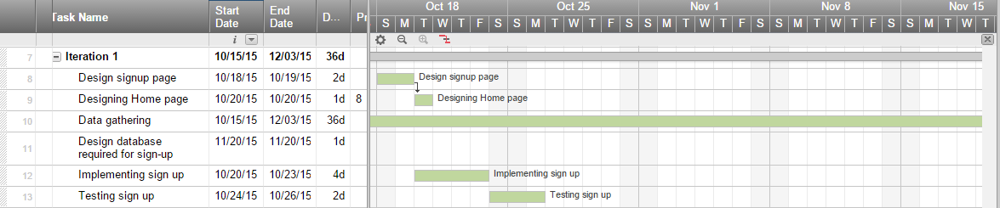 Task Name Start Date End Date D... Pr
Oct 18 Oct 25 Nov 1 Nov 8 Nov 15
S M T W T F S S M T W T F S S M T W T F S S M T W T F S S M T W T
i
7 Iteration 1 10/15/15 12/03/15 36d
8 Design signup page 10/18/15 10/19/15 2d Design signup page
9 Designing Home page 10/20/15 10/20/15 1d 8 Designing Home page
10 Data gathering 10/15/15 12/03/15 36d
11 Design database required for sign-up 11/20/15 11/20/15 1d
12 Implementing sign up 10/20/15 10/23/15 4d Implementing sign up
13 Testing sign up 10/24/15 10/26/15 2d Testing sign up